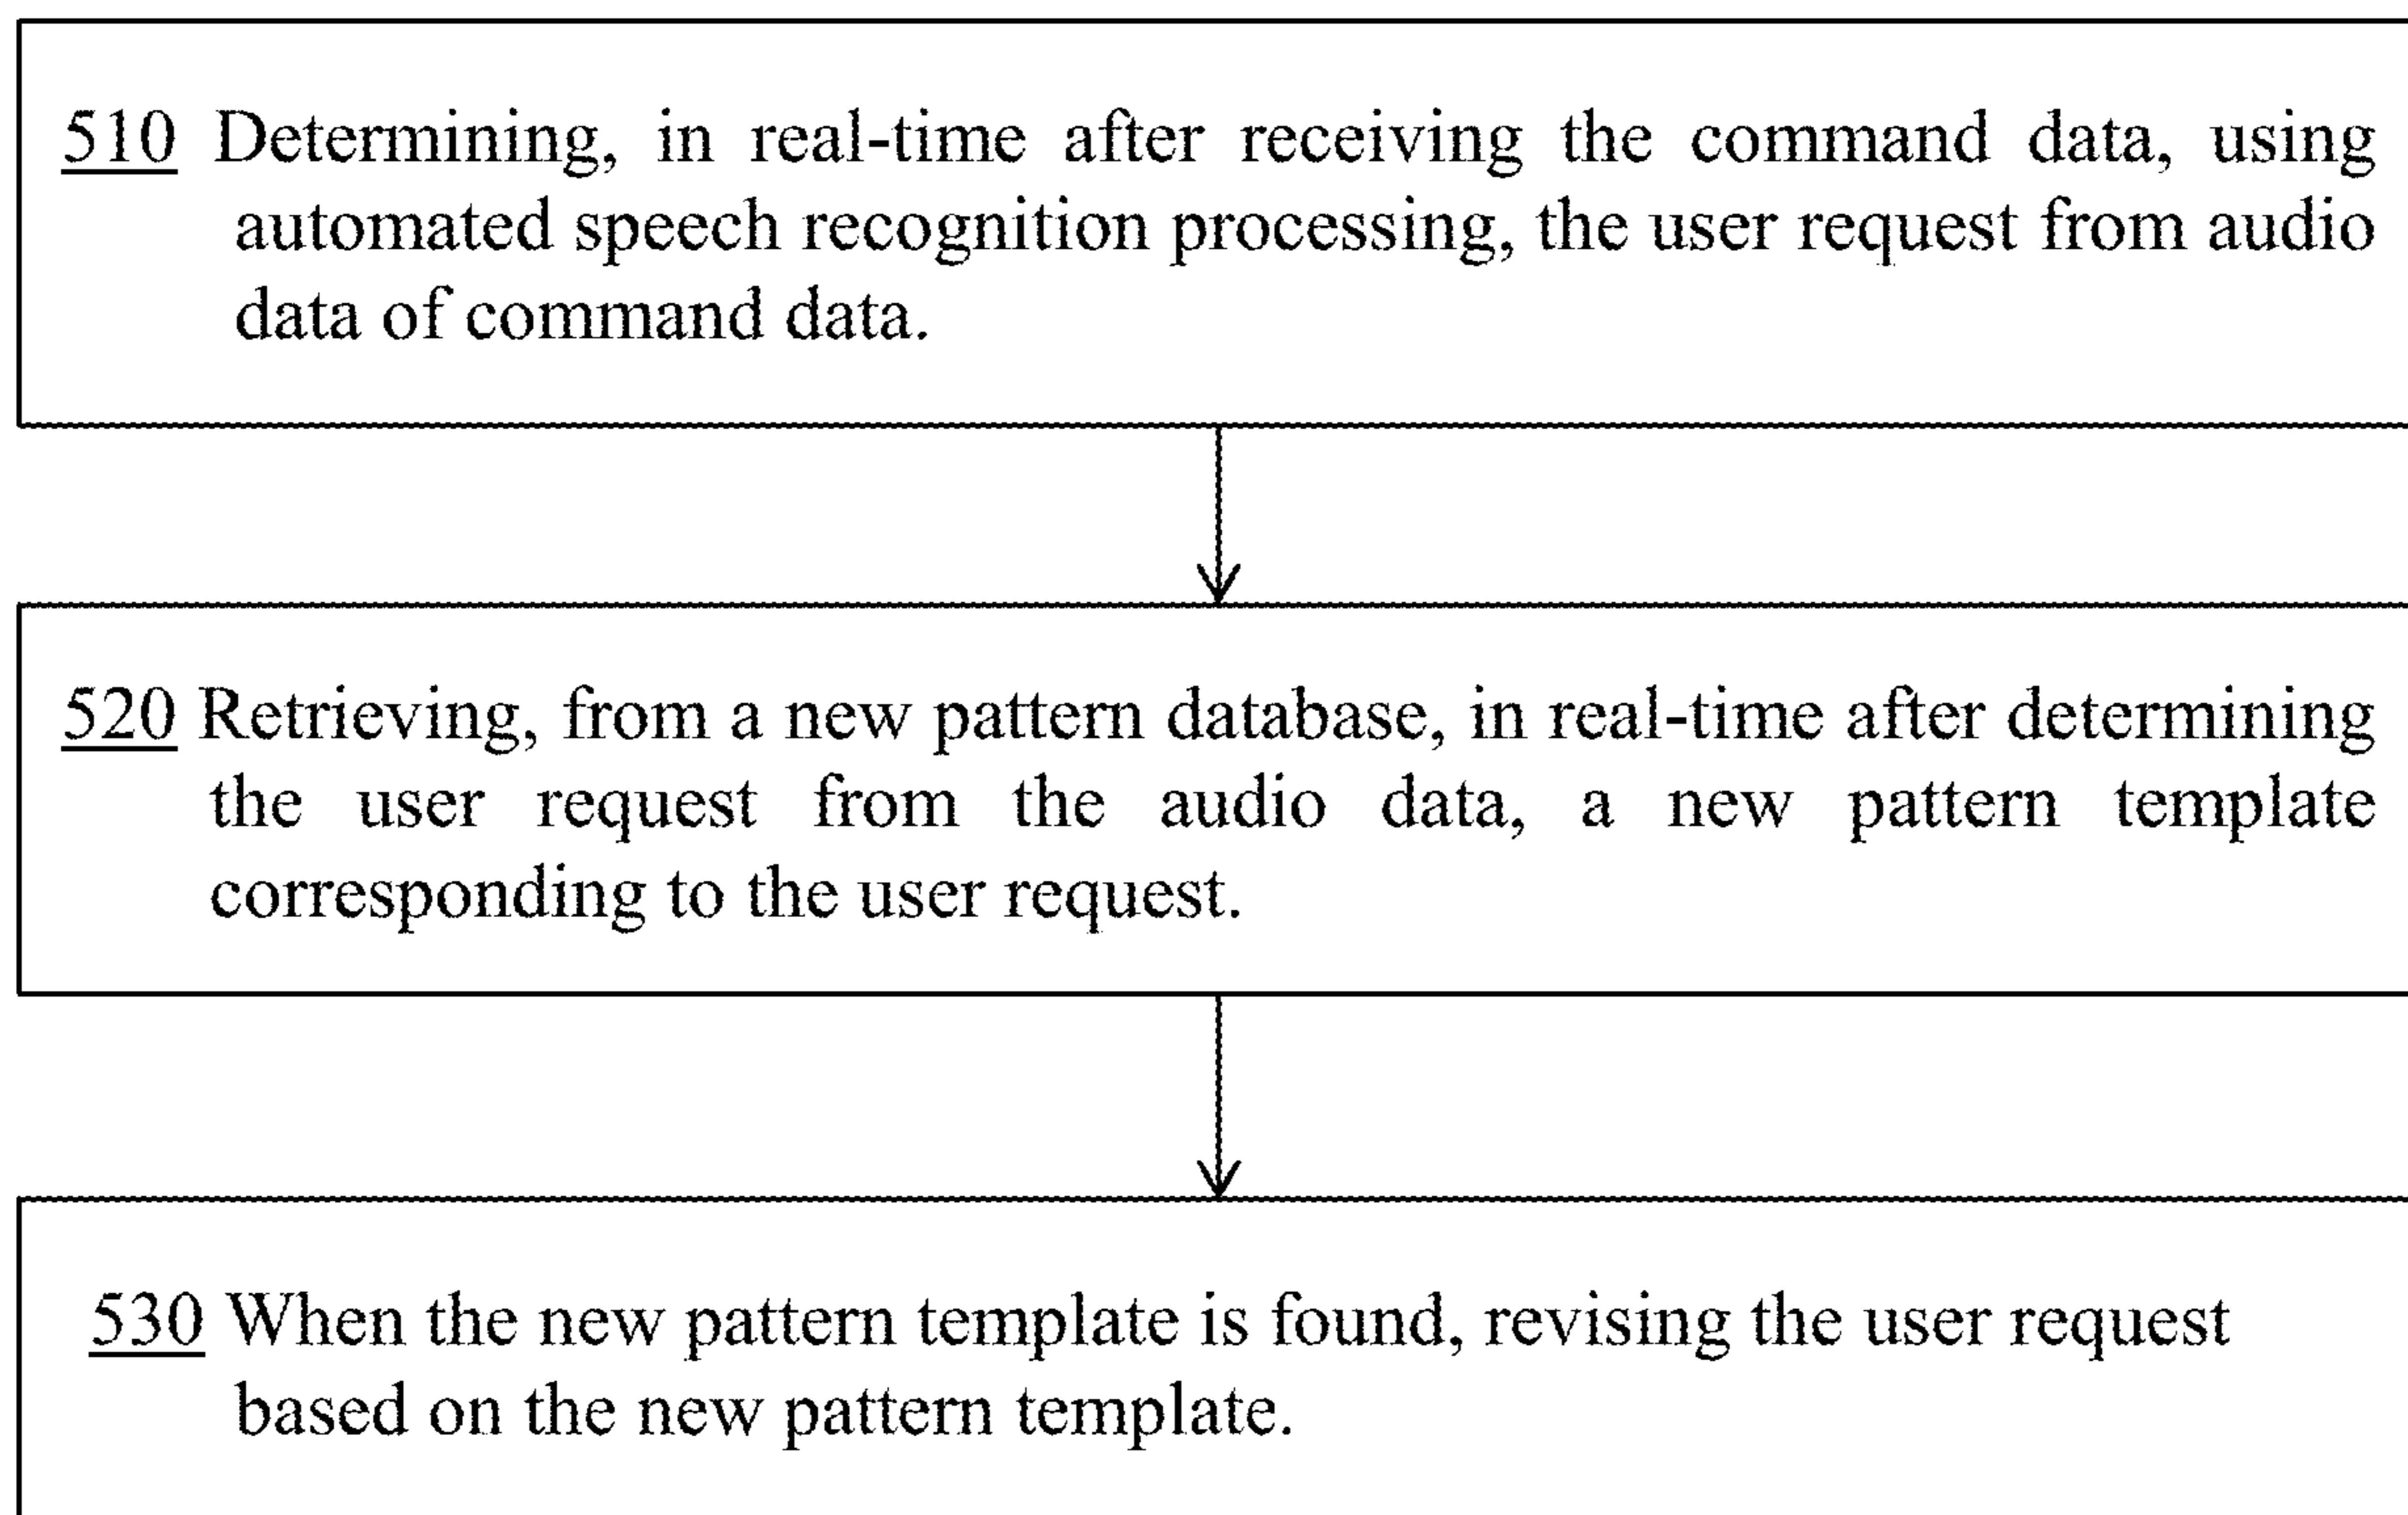 510 Determining, in real-time after receiving the command data, using
automated speech recognition processing, the user request from audio
data of command data.
520 Retrieving, from a new pattern database, in real-time after determining
the user request from the audio data, a new pattern template
corresponding to the user request.
530 When the new pattern template is found, revising the user request
based on the new pattern template.